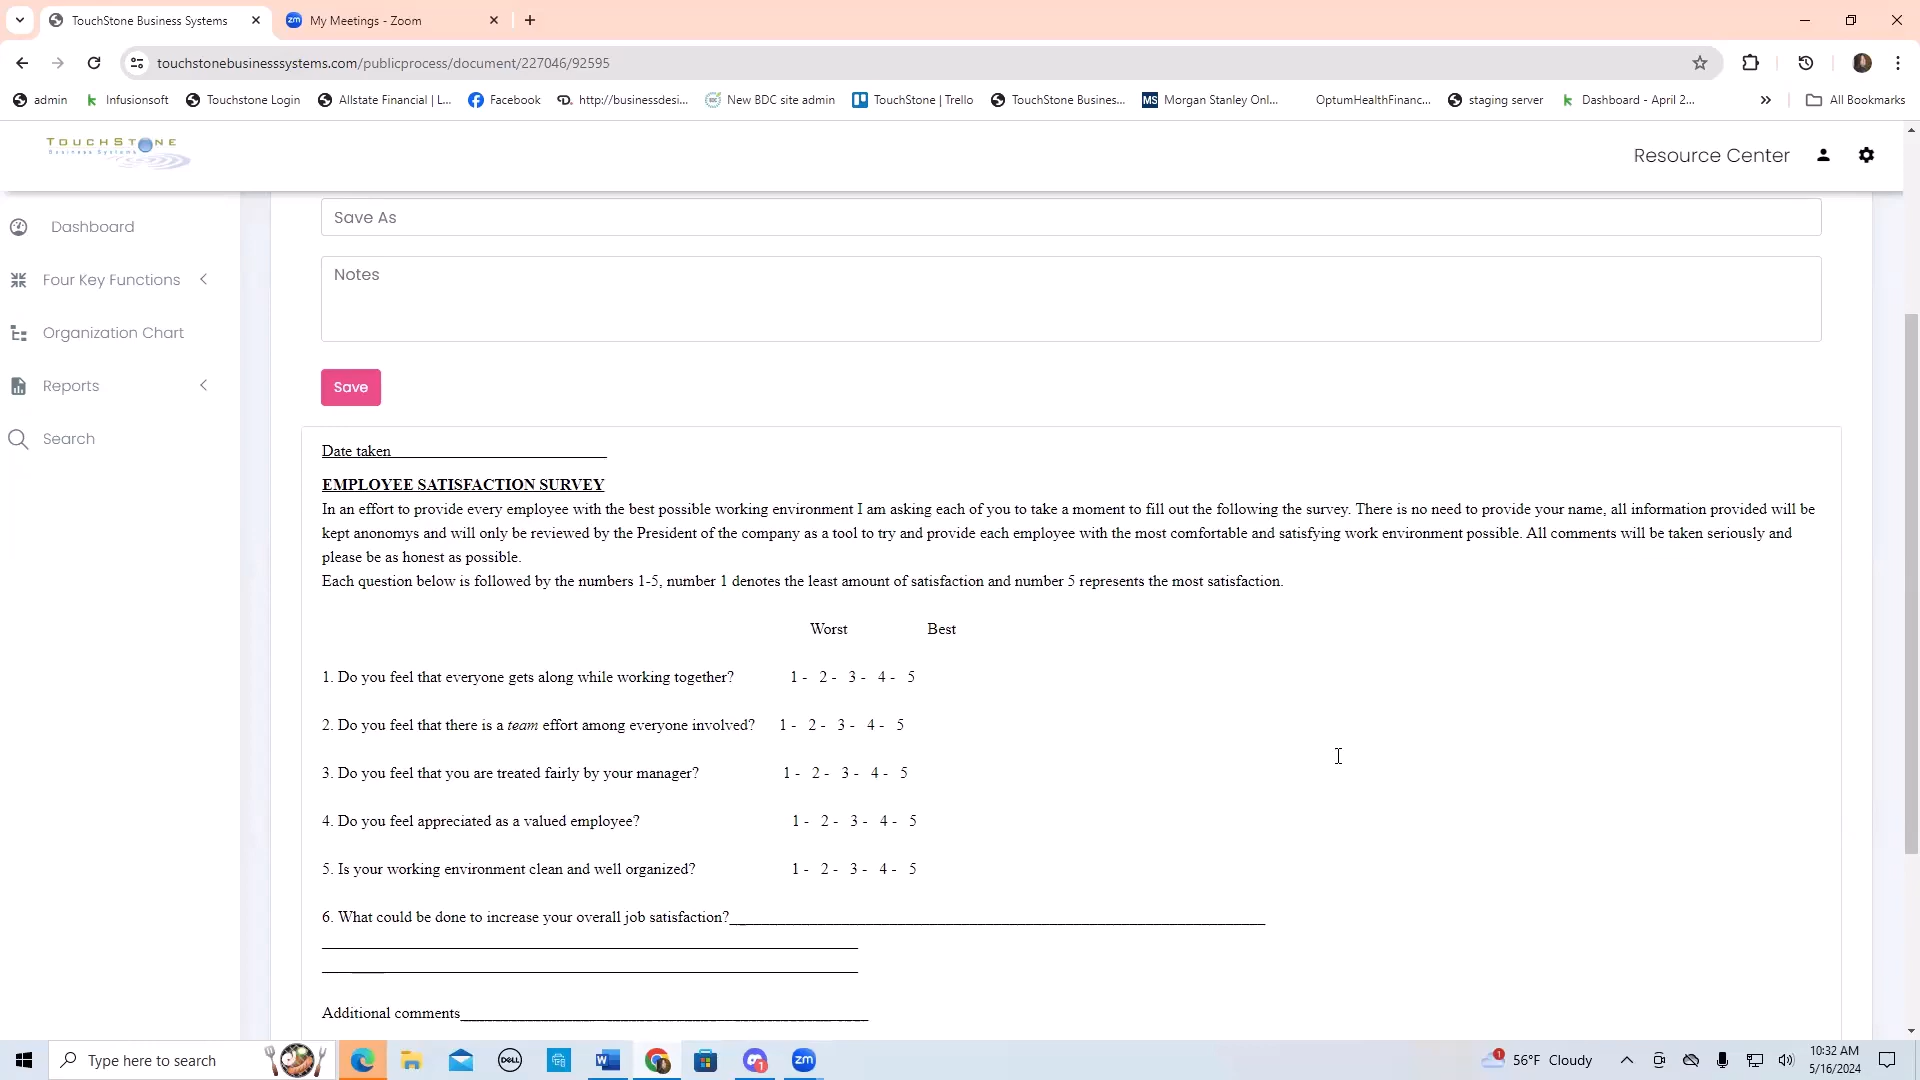 TouchStone Business Systems
My Meetings - Zoom
touchstonebusinesssystems.com/publicprocess/document/227046/92595
admin
Infusionsoft
Touchstone Login
Allstate Financial | L...
Facebook
http://businessdesi...
New BDC site admin
TouchStone | Trello
TouchStone Busines...
MS Morgan Stanley Onl...
OptumHealthFinanc...
staging server
Dashboard - April 2...
All Bookmarks
TOUCHSTONE
Business Systems
Resource Center
Dashboard
Four Key Functions
Organization Chart
Reports
Search
Save As
Notes
Save
Date taken___________________________
EMPLOYEE SATISFACTION SURVEY
In an effort to provide every employee with the best possible working environment I am asking each of you to take a moment to fill out the following the survey. There is no need to provide your name, all information provided will be
kept anonomys and will only be reviewed by the President of the company as a tool to try and provide each employee with the most comfortable and satisfying work environment possible. All comments will be taken seriously and
please be as honest as possible.
Each question below is followed by the numbers 1-5, number 1 denotes the least amount of satisfaction and number 5 represents the most satisfaction.
Worst Best
1. Do you feel that everyone gets along while working together? 1 - 2 - 3 - 4 - 5
2. Do you feel that there is a team effort among everyone involved? 1 - 2 - 3 - 4 - 5
3. Do you feel that you are treated fairly by your manager? 1 - 2 - 3 - 4 - 5
4. Do you feel appreciated as a valued employee? 1 - 2 - 3 - 4 - 5
5. Is your working environment clean and well organized? 1 - 2 - 3 - 4 - 5
6. What could be done to increase your overall job satisfaction?___________________________
Additional comments___________________________
Type here to search
DELL
zm
56°F Cloudy
10:32 AM
5/16/2024